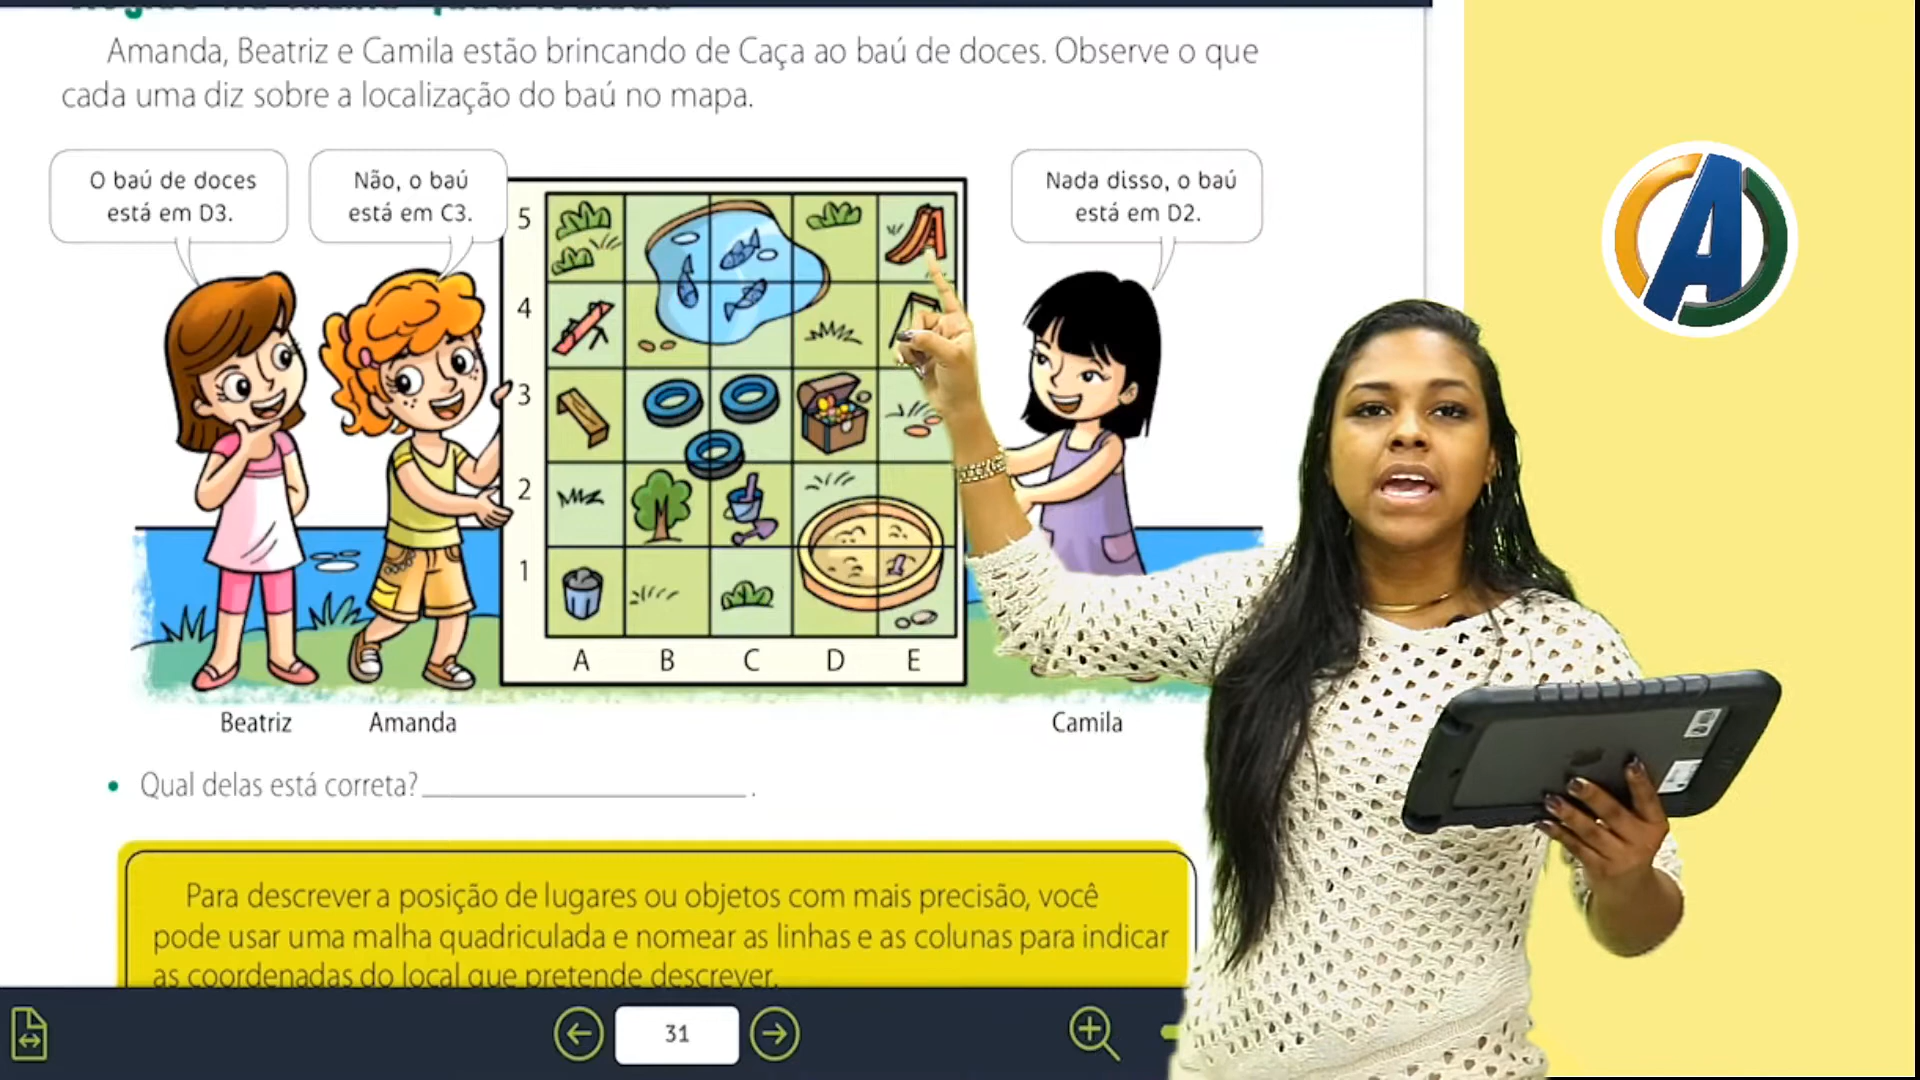 Amanda, Beatriz e Camila estão brincando de Caça ao baú de doces. Observe o que
cada uma diz sobre a localização do baú no mapa.
O baú de doces
está em D3.
Não, o baú
está em C3.
Nada disso, o baú
está em D2.
5
4
3
2
1
A B C D E
Beatriz
Amanda
Camila
• Qual delas está correta? ______________________ .
Para descrever a posição de lugares ou objetos com mais precisão, você
pode usar uma malha quadriculada e nomear as linhas e as colunas para indicar
as coordenadas do local que pretende descrever.
31
A